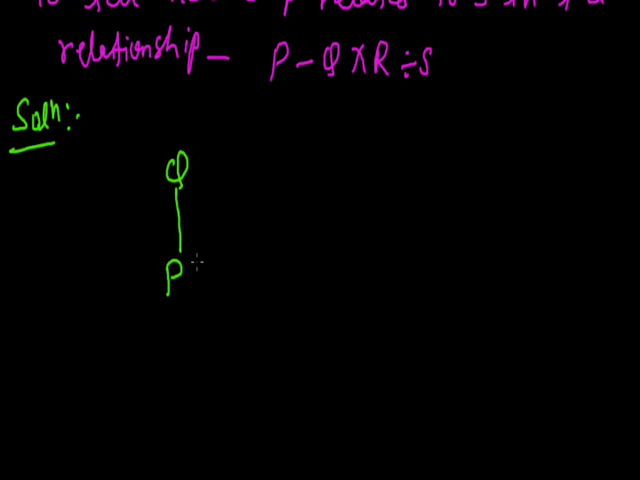 relationship - P - Q X R ÷ S
Solⁿ:-
Q
P